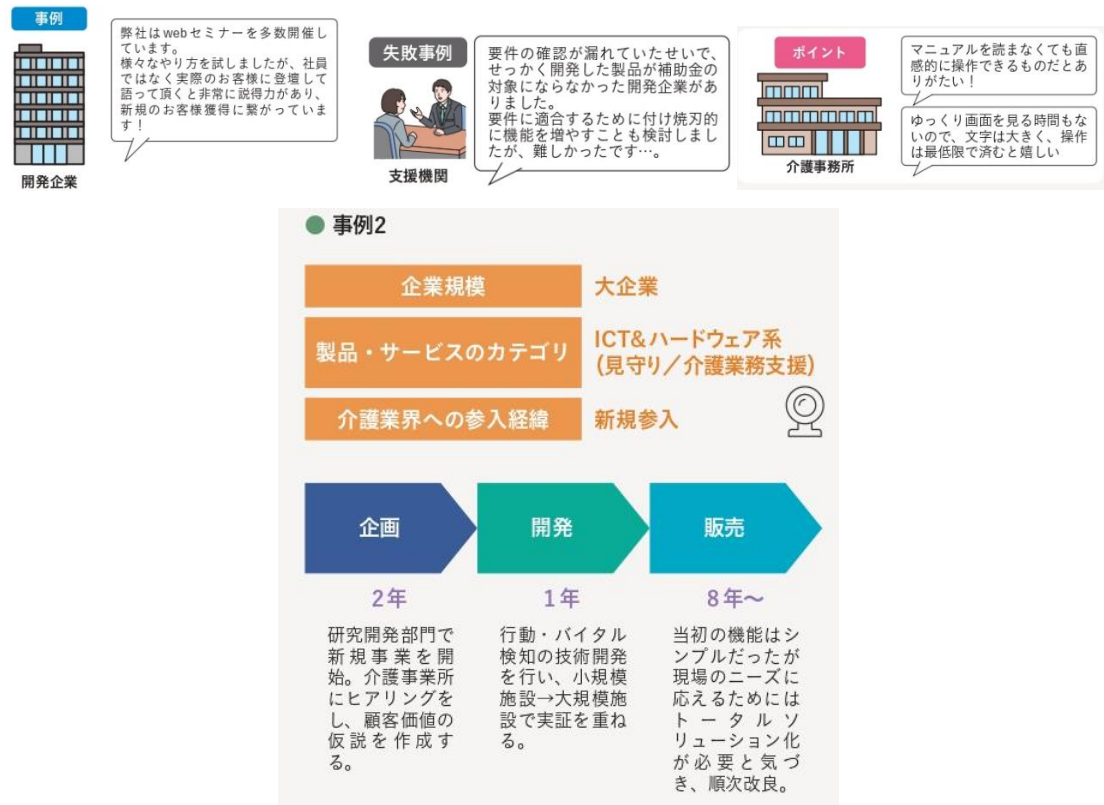 事例
弊社はwebセミナーを多数開催し
ています。
様々なやり方を試しましたが、社員
ではなく実際のお客様に登壇して
語って頂くと非常に説得力があり、
新規のお客様獲得に繋がっていま
す！
開発企業
失敗事例
要件の確認が漏れていたせいで、
せっかく開発した製品が補助金の
対象にならなかった開発企業があ
りました。
要件に適合するために付け焼刃的
に機能を増やすことも検討しまし
たが、難しかったです…。
支援機関
ポイント
マニュアルを読まなくても直
感的に操作できるものだとあ
りがたい！
ゆっくり画面を見る時間もな
いので、文字は大きく、操作
は最低限で済むと嬉しい
介護事務所
事例2
企業規模
大企業
製品・サービスのカテゴリ
ICT&ハードウェア系
(見守り／介護業務支援)
介護業界への参入経緯
新規参入
企画
開発
販売
2年
1年
8年〜
研究開発部門で
新規事業を開
始。介護事業所
にヒアリングを
し、顧客価値の
仮説を作成す
る。
行動・バイタル
検知の技術開発
を行い、小規模
施設→大規模施
設で実証を重ね
る。
当初の機能はシ
ンプルだったが
現場のニーズに
応えるためには
トータルソ
リューション化
が必要と気づ
き、順次改良。